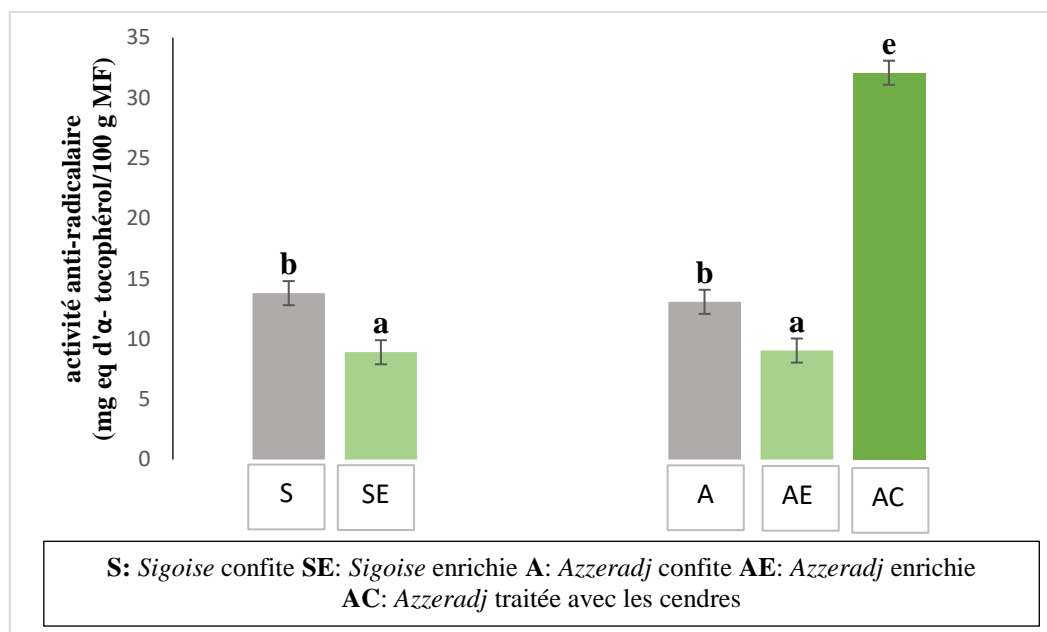 activité anti-radicalaire
(mg eq d'α- tocophérol/100 g MF)
35
30
25
20
15
10
5
0
b
a
b
a
e
S
SE
A
AE
AC
S: Sigoise confite SE: Sigoise enrichie A: Azzeradj confite AE: Azzeradj enrichie
AC: Azzeradj traitée avec les cendres